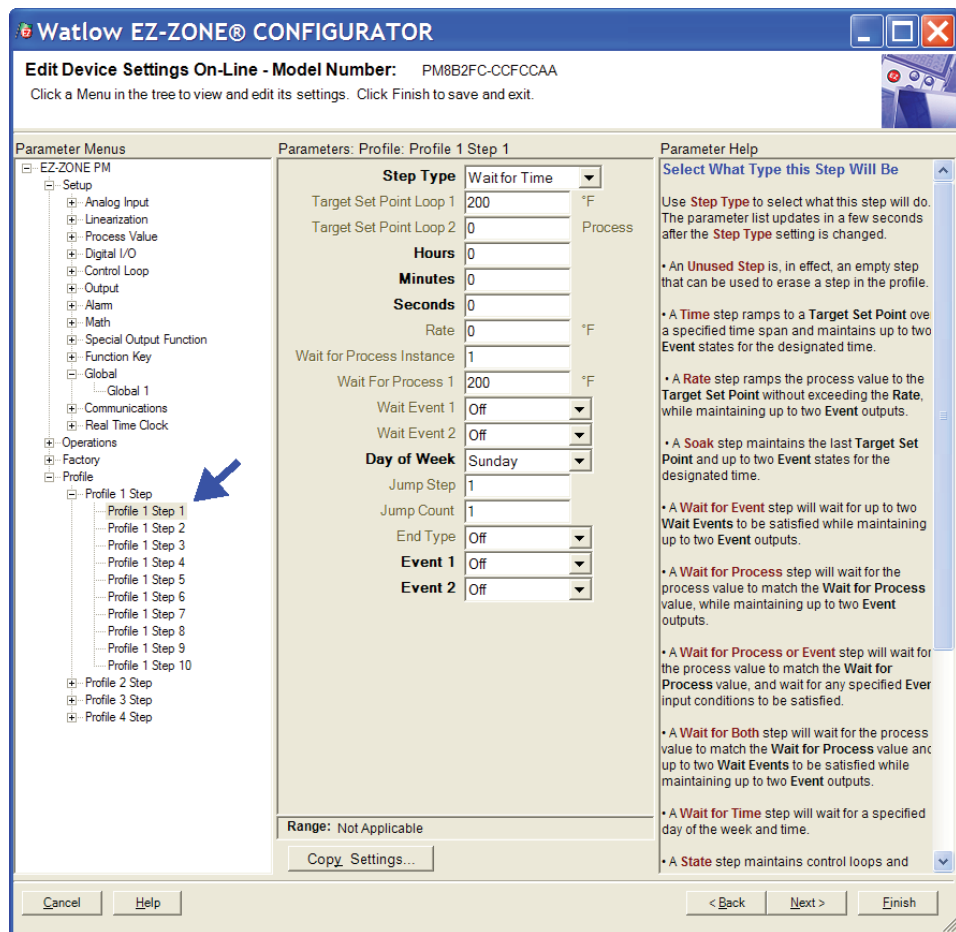 Watlow EZ-ZONE® CONFIGURATOR
Edit Device Settings On-Line - Model Number: PM8B2FC-CCFCCAA
Click a Menu in the tree to view and edit its settings. Click Finish to save and exit.
Parameter Menus
EZ-ZONE PM
Setup
Analog Input
Linearization
Process Value
Digital I/O
Control Loop
Output
Alarm
Math
Special Output Function
Function Key
Global
Global 1
Communications
Real Time Clock
Operations
Factory
Profile
Profile 1 Step
Profile 1 Step 1
Profile 1 Step 2
Profile 1 Step 3
Profile 1 Step 4
Profile 1 Step 5
Profile 1 Step 6
Profile 1 Step 7
Profile 1 Step 8
Profile 1 Step 9
Profile 1 Step 10
Profile 2 Step
Profile 3 Step
Profile 4 Step
Parameters: Profile: Profile 1 Step 1
Step Type Wait for Time
Target Set Point Loop 1 200 °F
Target Set Point Loop 2 0 Process
Hours 0
Minutes 0
Seconds 0
Rate 0 °F
Wait for Process Instance 1
Wait For Process 1 200 °F
Wait Event 1 Off
Wait Event 2 Off
Day of Week Sunday
Jump Step 1
Jump Count 1
End Type Off
Event 1 Off
Event 2 Off
Range: Not Applicable
Copy Settings...
Parameter Help
Select What Type this Step Will Be
Use Step Type to select what this step will do.
The parameter list updates in a few seconds
after the Step Type setting is changed.
• An Unused Step is, in effect, an empty step
that can be used to erase a step in the profile.
• A Time step ramps to a Target Set Point ove
a specified time span and maintains up to two
Event states for the designated time.
• A Rate step ramps the process value to the
Target Set Point without exceeding the Rate,
while maintaining up to two Event outputs.
• A Soak step maintains the last Target Set
Point and up to two Event states for the
designated time.
• A Wait for Event step will wait for up to two
Wait Events to be satisfied while maintaining
up to two Event outputs.
• A Wait for Process step will wait for the
process value to match the Wait for Process
value, while maintaining up to two Event
outputs.
• A Wait for Process or Event step will wait for
the process value to match the Wait for
Process value, and wait for any specified Ever
input conditions to be satisfied.
• A Wait for Both step will wait for the process
value to match the Wait for Process value and
up to two Wait Events to be satisfied while
maintaining up to two Event outputs.
• A Wait for Time step will wait for a specified
day of the week and time.
• A State step maintains control loops and
Cancel
Help
< Back
Next >
Finish